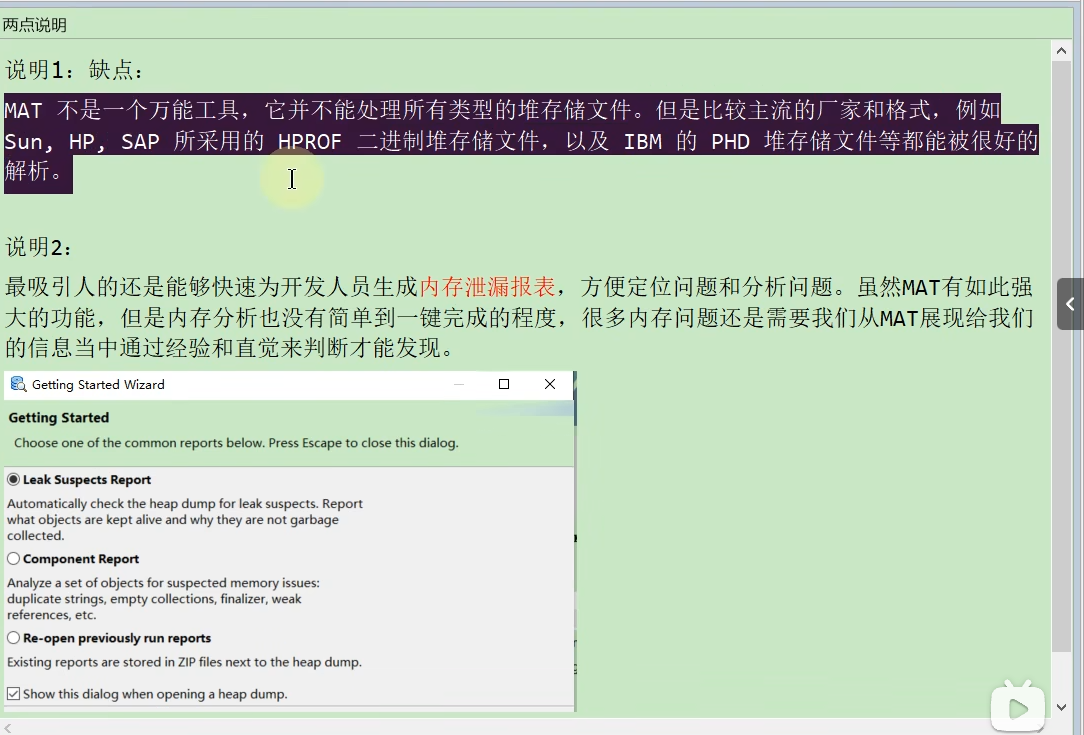 两点说明
说明1：缺点：
MAT 不是一个万能工具，它并不能处理所有类型的堆存储文件。但是比较主流的厂家和格式，例如
Sun, HP, SAP 所采用的 HPROF 二进制堆存储文件，以及 IBM 的 PHD 堆存储文件等都能被很好的
解析。
说明2：
最吸引人的还是能够快速为开发人员生成内存泄漏报表，方便定位问题和分析问题。虽然MAT有如此强
大的功能，但是内存分析也没有简单到一键完成的程度，很多内存问题还是需要我们从MAT展现给我们
的信息当中通过经验和直觉来判断才能发现。
Getting Started Wizard
Getting Started
Choose one of the common reports below. Press Escape to close this dialog.
Leak Suspects Report
Automatically check the heap dump for leak suspects. Report
what objects are kept alive and why they are not garbage
collected.
Component Report
Analyze a set of objects for suspected memory issues:
duplicate strings, empty collections, finalizer, weak
references, etc.
Re-open previously run reports
Existing reports are stored in ZIP files next to the heap dump.
Show this dialog when opening a heap dump.